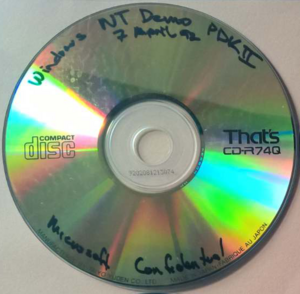 Windows NT Demo PDK II
7 April 92
COMPACT
disc
That's
CD-R74Q
Microsoft Confidential